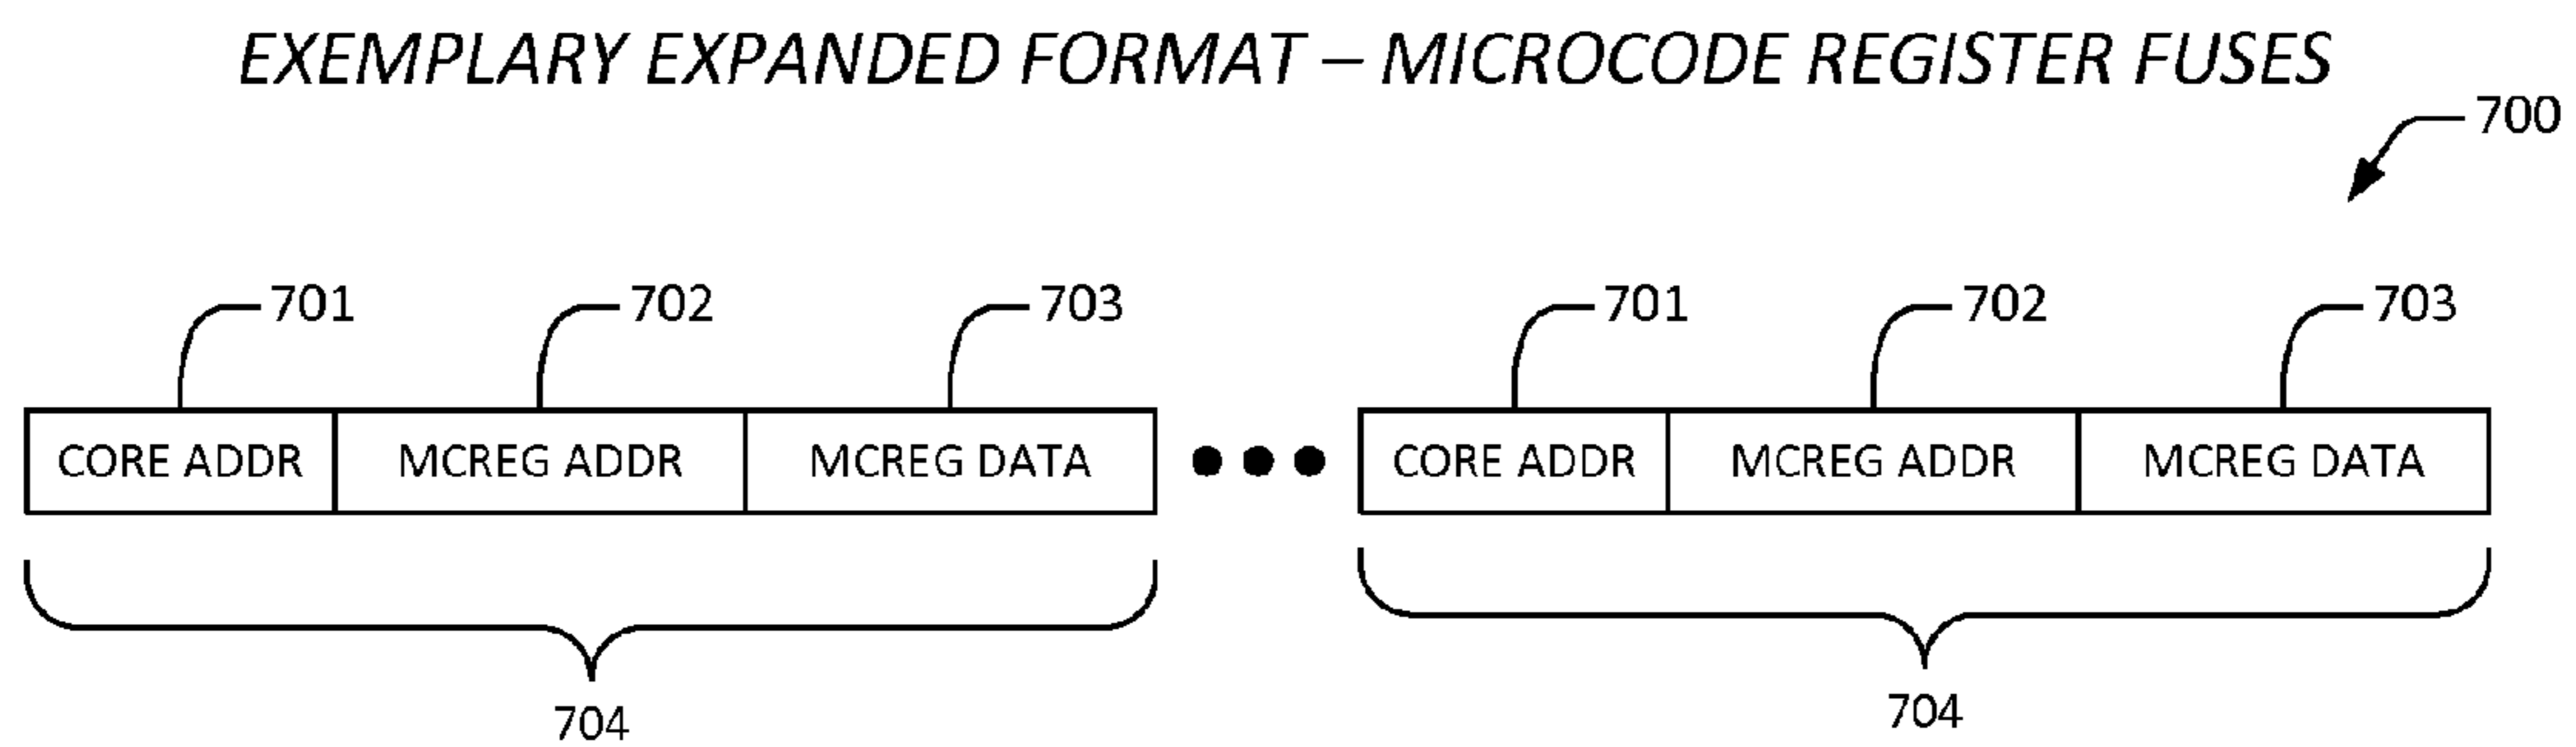 EXEMPLARY EXPANDED FORMAT – MICROCODE REGISTER FUSES
700
701 702 703 701 702 703
CORE ADDR MCREG ADDR MCREG DATA CORE ADDR MCREG ADDR MCREG DATA
704 704